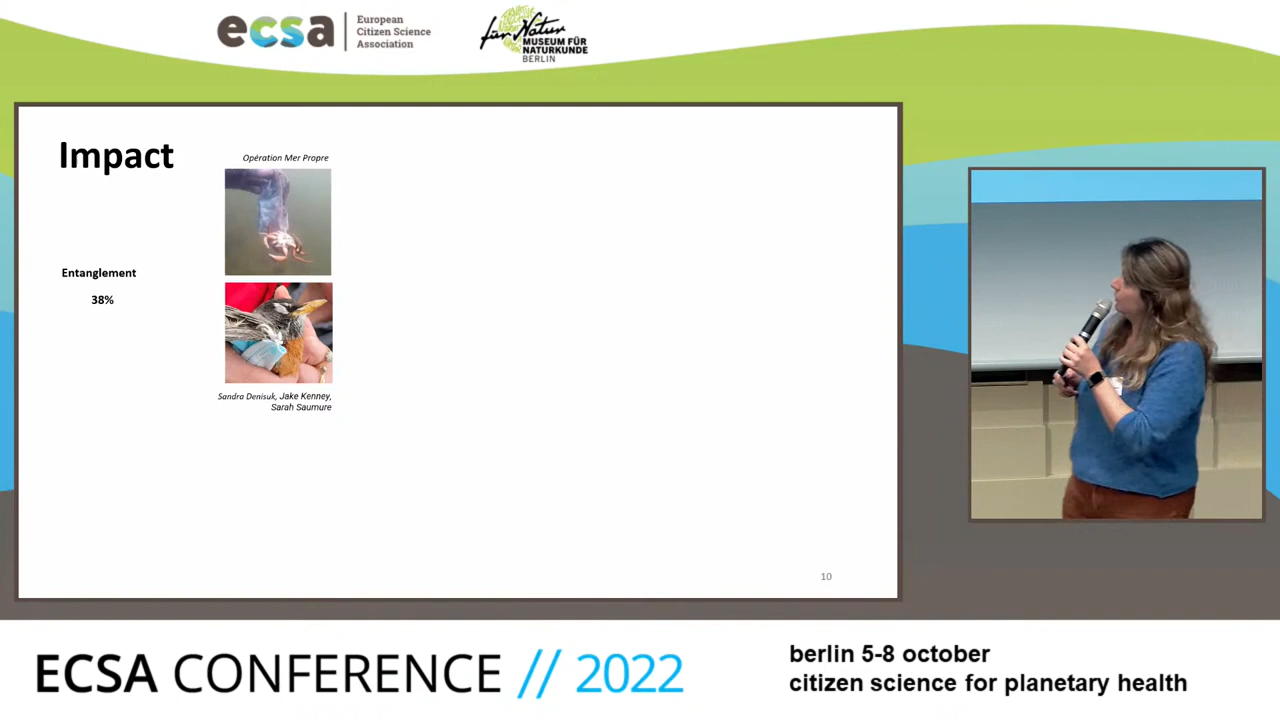 ecsa
European
Citizen Science
Association
für Natur
MUSEUM FÜR
NATURKUNDE
BERLIN
Impact
Opération Mer Propre
Entanglement
38%
Sandra Denisuk, Jake Kenney,
Sarah Saumure
10
ECSA CONFERENCE // 2022
berlin 5-8 october
citizen science for planetary health